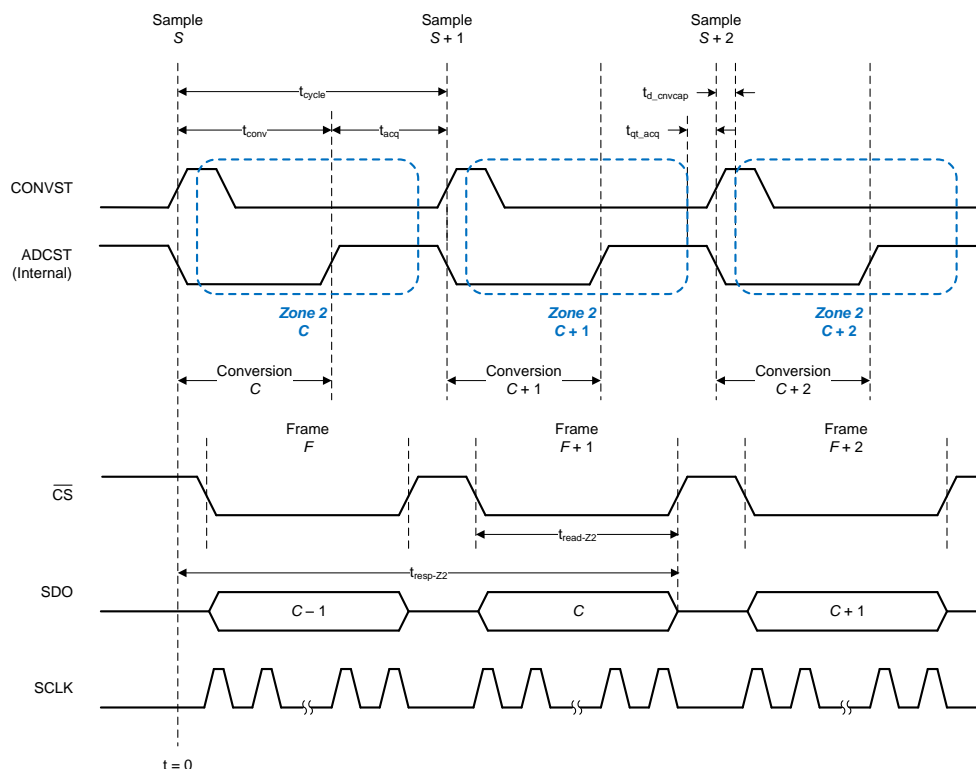 Sample
S
Sample
S + 1
Sample
S + 2
t_cycle
t_d_cnvcap
t_conv
t_acq
t_qt_acq
CONVST
ADCST
(Internal)
Zone 2
C
Zone 2
C + 1
Zone 2
C + 2
Conversion
C
Conversion
C + 1
Conversion
C + 2
Frame
F
Frame
F + 1
Frame
F + 2
CS
t_read-Z2
t_resp-Z2
SDO
C – 1
C
C + 1
SCLK
t = 0